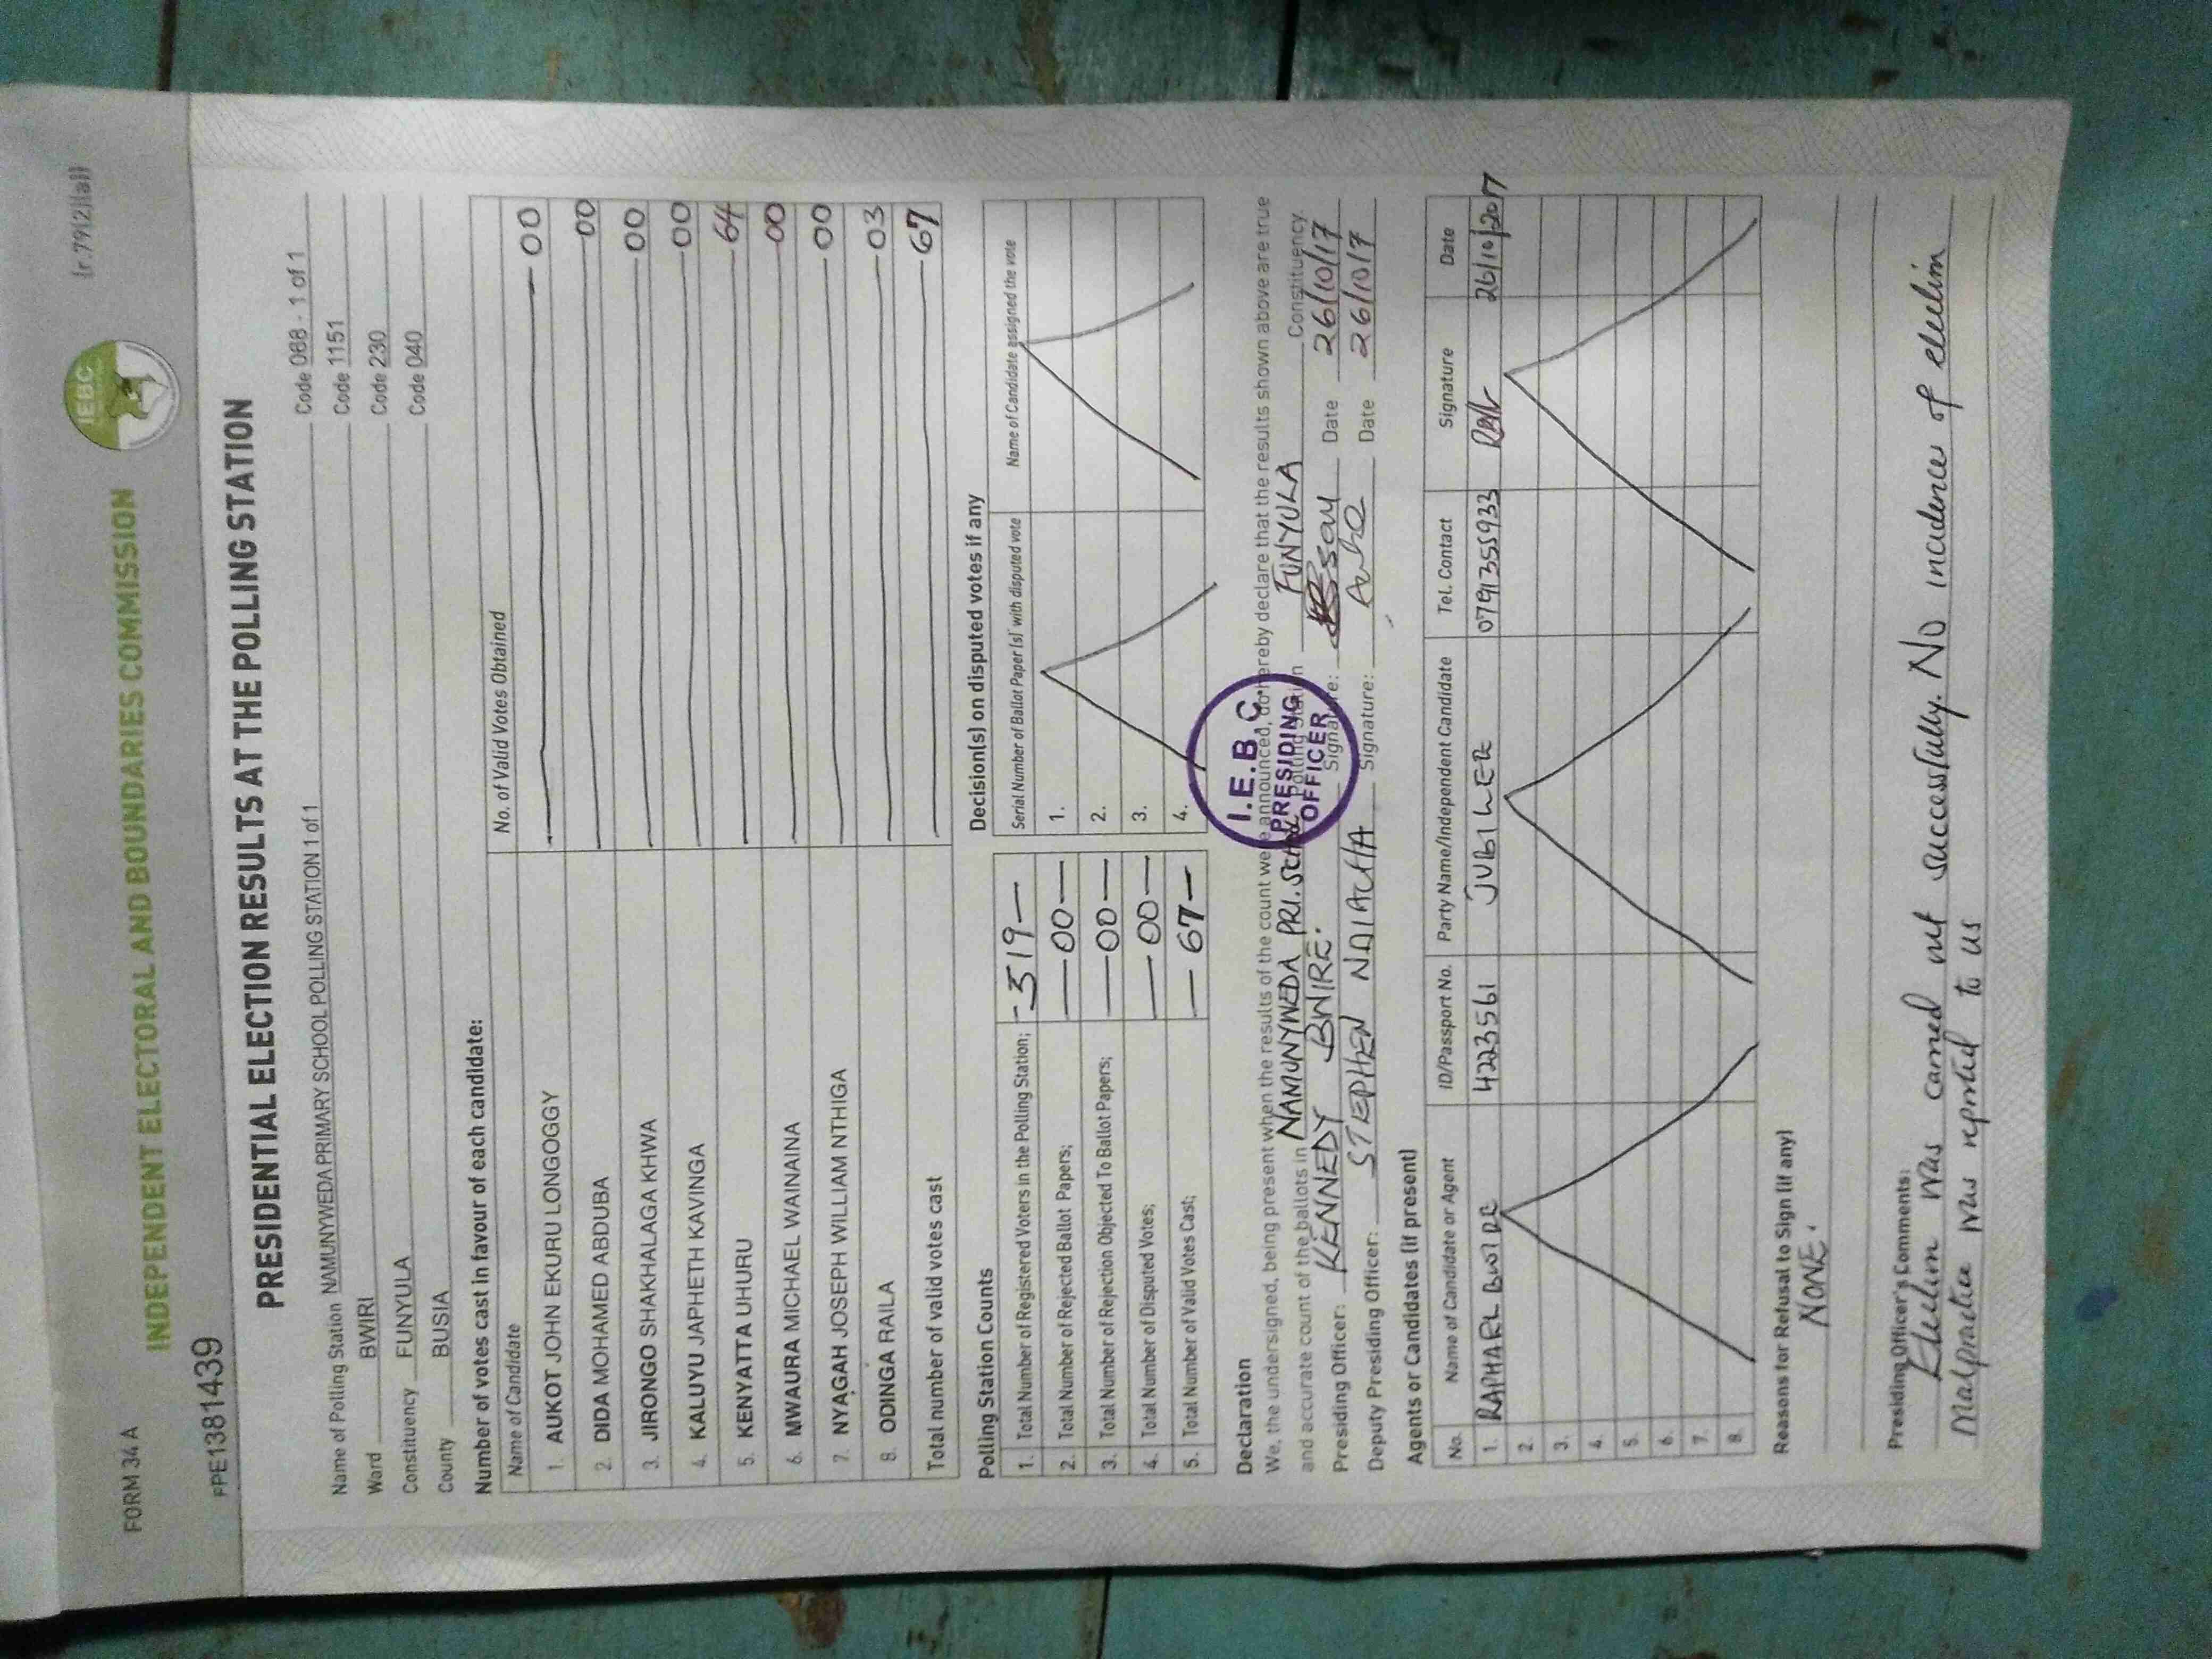 FORM 34 A
(r.79(2)(a))
IEBC
INDEPENDENT ELECTORAL AND BOUNDARIES COMMISSION
PPE1381439
PRESIDENTIAL ELECTION RESULTS AT THE POLLING STATION
Name of Polling Station NAMUNYWEDA PRIMARY SCHOOL POLLING STATION 1 of 1 Code 088 - 1 of 1
Ward BWIRI Code 1151
Constituency FUNYULA Code 230
County BUSIA Code 040
Number of votes cast in favour of each candidate:
Name of Candidate No. of Valid Votes Obtained
1. AUKOT JOHN EKURU LONGOGGY 00
2. DIDA MOHAMED ABDUBA 00
3. JIRONGO SHAKHALAGA KHWA 00
4. KALUYU JAPHETH KAVINGA 00
5. KENYATTA UHURU 64
6. MWAURA MICHAEL WAINAINA 00
7. NYAGAH JOSEPH WILLIAM NTHIGA 00
8. ODINGA RAILA 03
Total number of valid votes cast 67
Polling Station Counts
1. Total Number of Registered Voters in the Polling Station; 519
2. Total Number of Rejected Ballot Papers; 00
3. Total Number of Rejection Objected To Ballot Papers; 00
4. Total Number of Disputed Votes; 00
5. Total Number of Valid Votes Cast; 67
Decision(s) on disputed votes if any
Serial Number of Ballot Paper (s) with disputed vote Name of Candidate assigned the vote
1.
2.
3.
4.
Declaration
We, the undersigned, being present when the results of the count were announced, do hereby declare that the results shown above are true
and accurate count of the ballots in NAMUNYWEDA PRI. School Polling Station FUNYULA Constituency
Presiding Officer: KENNEDY BWIRE. Signature: Date 26/10/17
Deputy Presiding Officer: STEPHEN Signature: Date 26/10/17
I.E.B.C.
PRESIDING
OFFICER
Agents or Candidates (if present)
No. Name of Candidate or Agent ID/Passport No. Party Name/Independent Candidate Tel. Contact Signature Date
1. RAPHAEL BWIRE 4223561 JUBILEE 0791355933 26/10/2017
2.
3.
4.
5.
6.
7.
8.
Reasons for Refusal to Sign (if any)
NONE.
Presiding Officer's Comments:
Election was carried out successfully. No incidence of election
Malpractice was reported to us